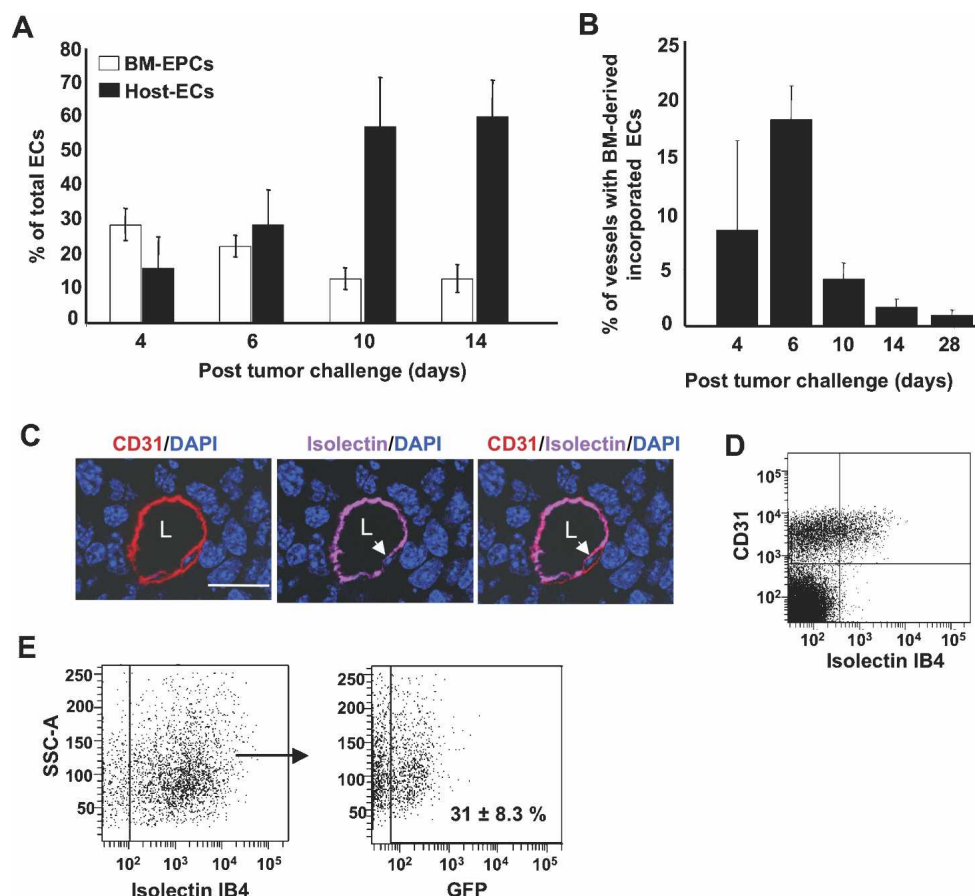 A
80
70
60
50
40
30
20
10
0
% of total ECs
BM-EPCs
Host-ECs
4 6 10 14
Post tumor challenge (days)
B
25
20
15
10
5
0
% of vessels with BM-derived
incorporated ECs
4 6 10 14 28
Post tumor challenge (days)
C
CD31/DAPI
Isolectin/DAPI
CD31/Isolectin/DAPI
L
L
L
D
10⁵
10⁴
10³
10²
CD31
10² 10³ 10⁴ 10⁵
Isolectin IB4
E
250
200
150
100
50
SSC-A
10² 10³ 10⁴ 10⁵
Isolectin IB4
250
200
150
100
50
31 ± 8.3 %
10² 10³ 10⁴ 10⁵
GFP